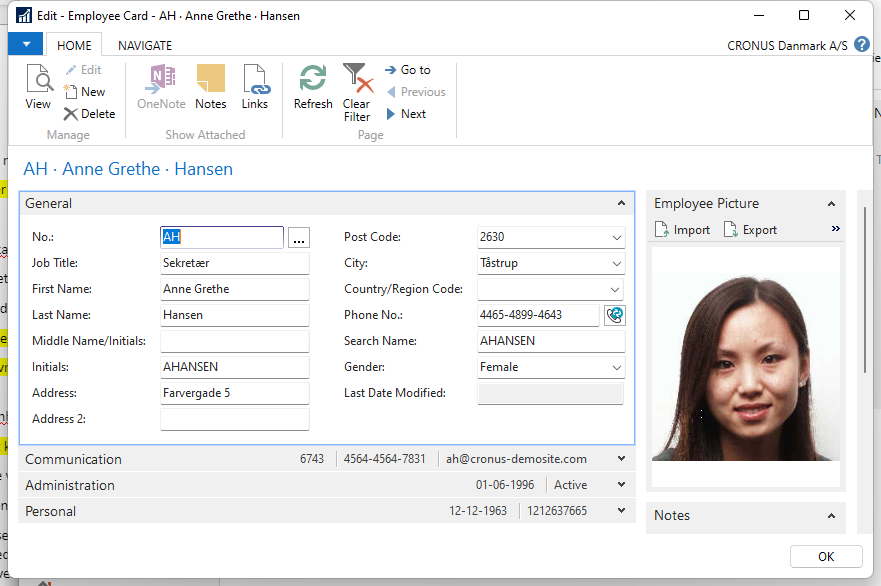 Edit - Employee Card - AH · Anne Grethe · Hansen
HOME NAVIGATE CRONUS Danmark A/S ?
View Edit New Delete
Manage
OneNote Notes Links
Show Attached
Refresh Clear Filter Go to Previous Next
Page
AH · Anne Grethe · Hansen
General
No.: AH ...
Job Title: Sekretær
First Name: Anne Grethe
Last Name: Hansen
Middle Name/Initials:
Initials: AHANSEN
Address: Farvergade 5
Address 2:
Post Code: 2630
City: Tåstrup
Country/Region Code:
Phone No.: 4465-4899-4643
Search Name: AHANSEN
Gender: Female
Last Date Modified:
Communication 6743 4564-4564-7831 ah@cronus-demosite.com
Administration 01-06-1996 Active
Personal 12-12-1963 1212637665
Employee Picture
Import Export »
Notes
OK